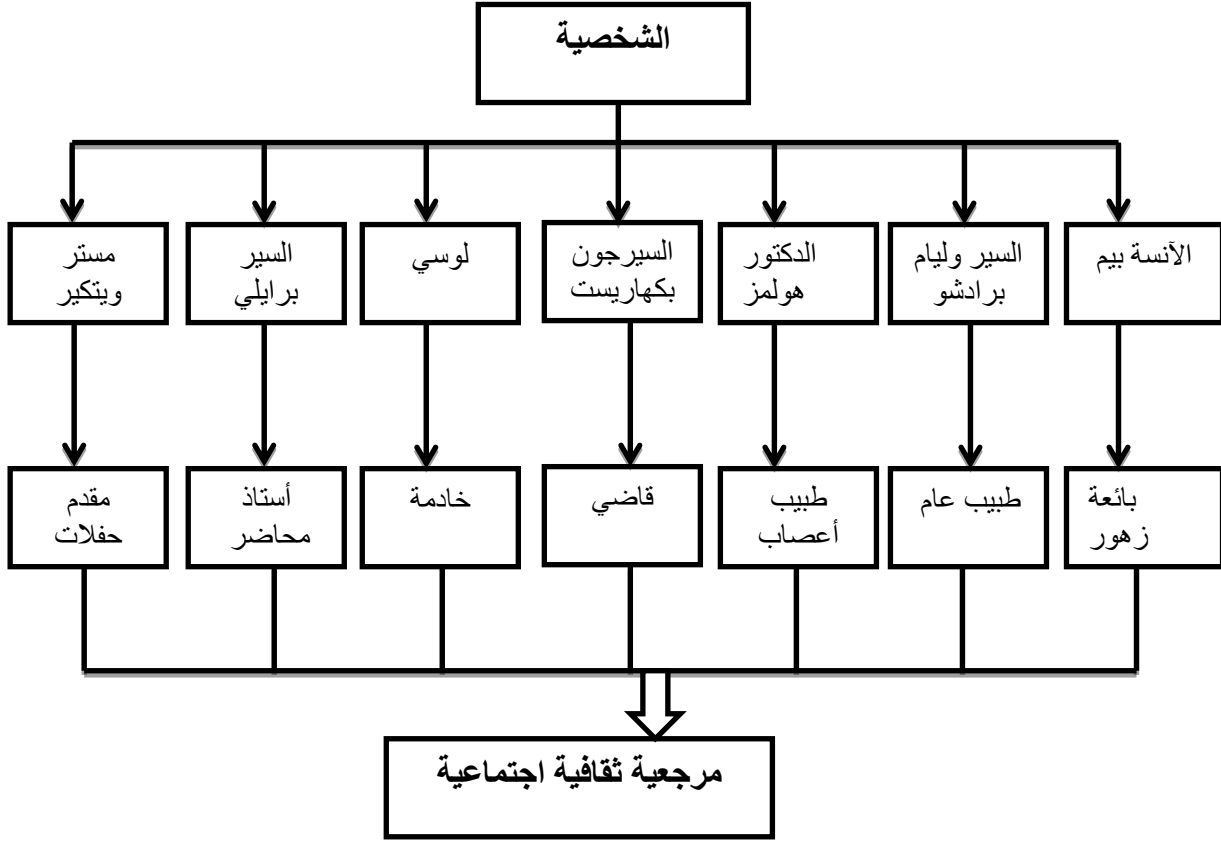 الشخصية
الآنسة بيم
السير وليام
برادشو
الدكتور
هولمز
السيرجون
بكهاريست
لوسي
السير
برايلي
مستر
ويتكير
بائعة
زهور
طبيب عام
طبيب
أعصاب
قاضي
خادمة
أستاذ
محاضر
مقدم
حفلات
مرجعية ثقافية اجتماعية